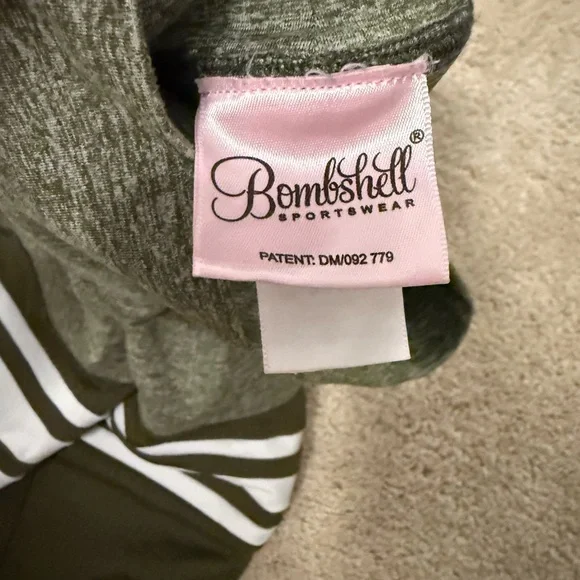 Bombshell®
SPORTSWEAR
PATENT: DM/092 779